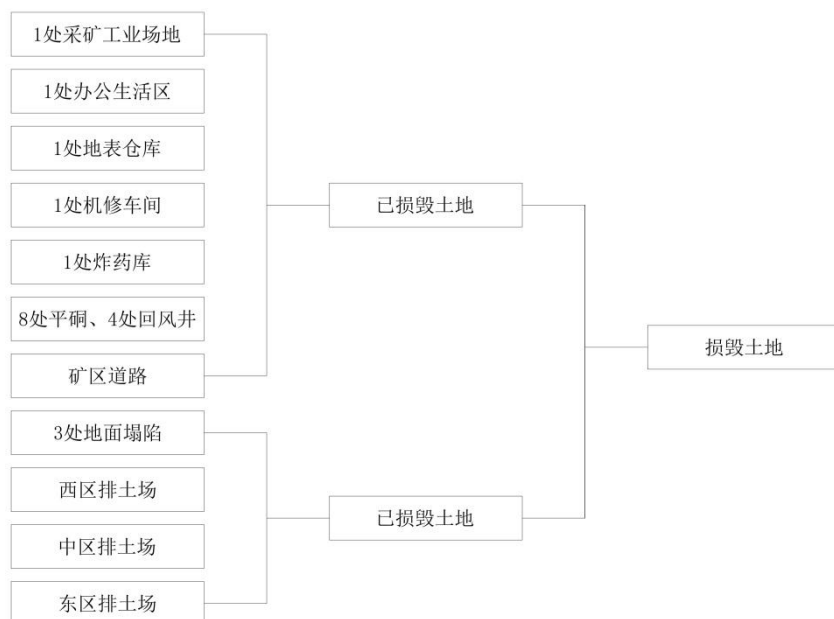 1处采矿工业场地
1处办公生活区
1处地表仓库
1处机修车间
1处炸药库
8处平硐、4处回风井
矿区道路
3处地面塌陷
西区排土场
中区排土场
东区排土场
已损毁土地
已损毁土地
损毁土地